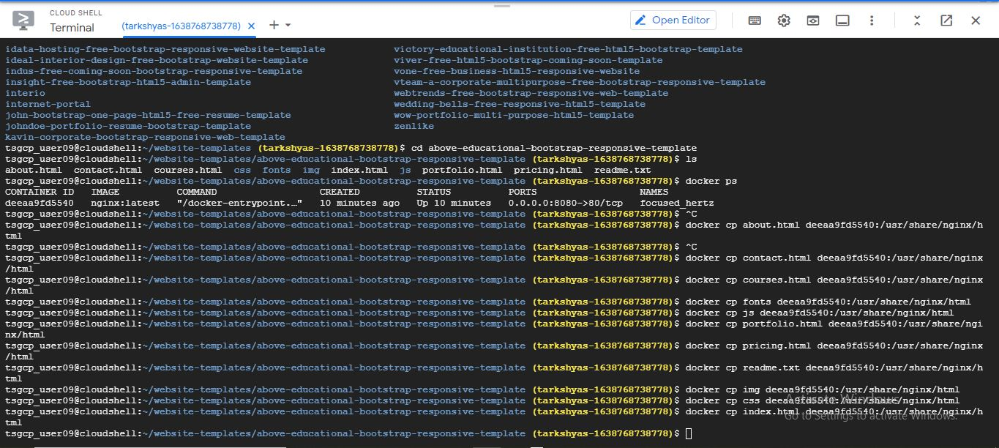 CLOUD SHELL
Terminal
(tarkshyas-1638768738778)
Open Editor
idata-hosting-free-bootstrap-responsive-website-template victory-educational-institution-free-html5-bootstrap-template
ideal-interior-design-free-bootstrap-website-template viver-free-html5-bootstrap-coming-soon-template
indus-free-coming-soon-bootstrap-responsive-template vone-free-business-html5-responsive-website
insight-free-bootstrap-html5-admin-template vteam-a-corporate-multipurpose-free-bootstrap-responsive-template
interio webtrends-free-bootstrap-responsive-web-template
internet-portal wedding-bells-free-responsive-html5-template
john-bootstrap-one-page-html5-free-resume-template wow-portfolio-multi-purpose-html5-template
johndoe-portfolio-resume-bootstrap-template zenlike
kavin-corporate-bootstrap-responsive-web-template
tsgcp_user09@cloudshell:~/website-templates (tarkshyas-1638768738778)$ cd above-educational-bootstrap-responsive-template
tsgcp_user09@cloudshell:~/website-templates/above-educational-bootstrap-responsive-template (tarkshyas-1638768738778)$ ls
about.html contact.html courses.html css fonts img index.html js portfolio.html pricing.html readme.txt
tsgcp_user09@cloudshell:~/website-templates/above-educational-bootstrap-responsive-template (tarkshyas-1638768738778)$ docker ps
CONTAINER ID IMAGE COMMAND CREATED STATUS PORTS NAMES
deeaa9fd5540 nginx:latest "/docker-entrypoint.…" 10 minutes ago Up 10 minutes 0.0.0.0:8080->80/tcp focused_hertz
tsgcp_user09@cloudshell:~/website-templates/above-educational-bootstrap-responsive-template (tarkshyas-1638768738778)$ ^C
tsgcp_user09@cloudshell:~/website-templates/above-educational-bootstrap-responsive-template (tarkshyas-1638768738778)$ docker cp about.html deeaa9fd5540:/usr/share/nginx/h
tml
tsgcp_user09@cloudshell:~/website-templates/above-educational-bootstrap-responsive-template (tarkshyas-1638768738778)$ ^C
tsgcp_user09@cloudshell:~/website-templates/above-educational-bootstrap-responsive-template (tarkshyas-1638768738778)$ docker cp contact.html deeaa9fd5540:/usr/share/nginx
/html
tsgcp_user09@cloudshell:~/website-templates/above-educational-bootstrap-responsive-template (tarkshyas-1638768738778)$ docker cp courses.html deeaa9fd5540:/usr/share/nginx
/html
tsgcp_user09@cloudshell:~/website-templates/above-educational-bootstrap-responsive-template (tarkshyas-1638768738778)$ docker cp fonts deeaa9fd5540:/usr/share/nginx/html
tsgcp_user09@cloudshell:~/website-templates/above-educational-bootstrap-responsive-template (tarkshyas-1638768738778)$ docker cp js deeaa9fd5540:/usr/share/nginx/html
tsgcp_user09@cloudshell:~/website-templates/above-educational-bootstrap-responsive-template (tarkshyas-1638768738778)$ docker cp portfolio.html deeaa9fd5540:/usr/share/ngi
nx/html
tsgcp_user09@cloudshell:~/website-templates/above-educational-bootstrap-responsive-template (tarkshyas-1638768738778)$ docker cp pricing.html deeaa9fd5540:/usr/share/nginx
/html
tsgcp_user09@cloudshell:~/website-templates/above-educational-bootstrap-responsive-template (tarkshyas-1638768738778)$ docker cp readme.txt deeaa9fd5540:/usr/share/nginx/h
tml
tsgcp_user09@cloudshell:~/website-templates/above-educational-bootstrap-responsive-template (tarkshyas-1638768738778)$ docker cp img deeaa9fd5540:/usr/share/nginx/html
tsgcp_user09@cloudshell:~/website-templates/above-educational-bootstrap-responsive-template (tarkshyas-1638768738778)$ docker cp css deeaa9fd5540:/usr/share/nginx/html
tsgcp_user09@cloudshell:~/website-templates/above-educational-bootstrap-responsive-template (tarkshyas-1638768738778)$ docker cp index.html deeaa9fd5540:/usr/share/nginx/h
tml
tsgcp_user09@cloudshell:~/website-templates/above-educational-bootstrap-responsive-template (tarkshyas-1638768738778)$
Activate Windows
Go to Settings to activate Windows.